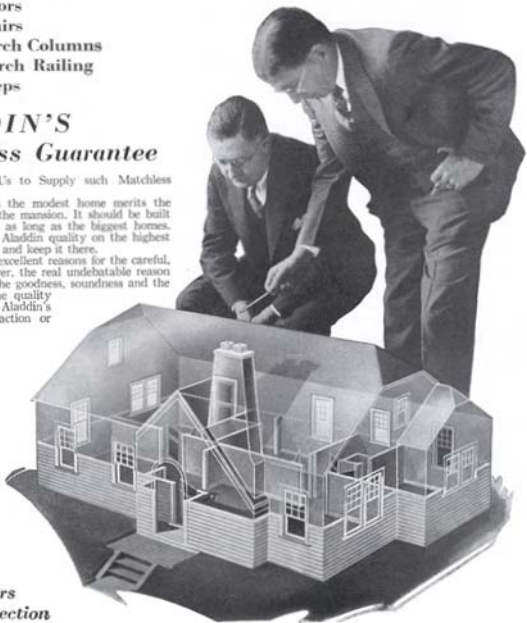 ors
airs
rch Columns
rch Railing
eps
DIN'S
ss Guarantee
Us to Supply such Matchless
the modest home merits the
the mansion. It should be built
as long as the biggest homes.
Aladdin quality on the highest
and keep it there.
excellent reasons for the careful,
er, the real undebatable reason
he goodness, soundness and the
ne quality
Aladdin's
action or
rs
ection